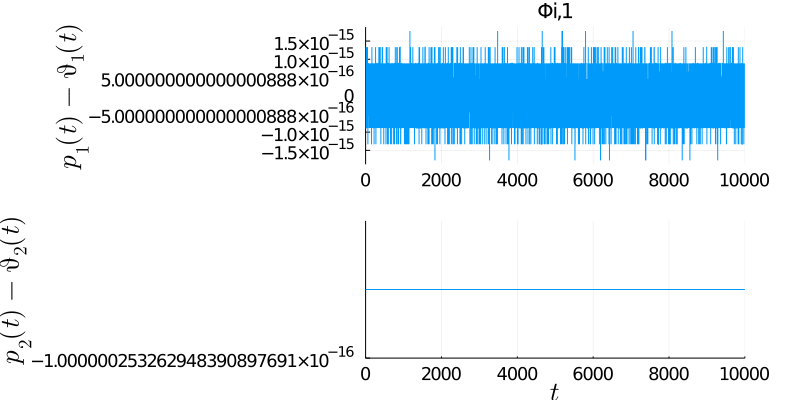 Φi,1
p₁(t) − ϑ₁(t)
1.5×10⁻¹⁵
1.0×10⁻¹⁵
5.0000000000000000888×10⁻¹⁶
0
−5.0000000000000000888×10⁻¹⁶
−1.0×10⁻¹⁵
−1.5×10⁻¹⁵
0 2000 4000 6000 8000 10000
p₂(t) − ϑ₂(t)
−1.000000253262948390897691×10⁻¹⁶
0 2000 4000 6000 8000 10000
t